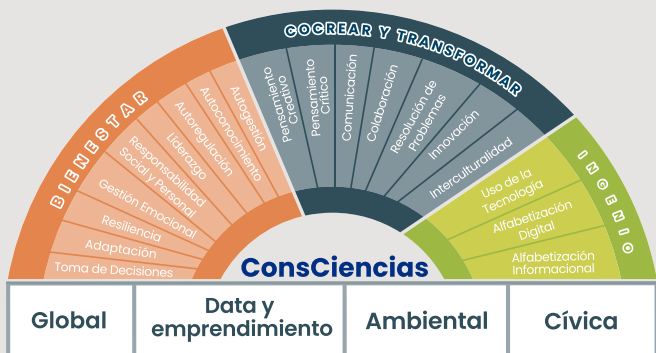 BIENESTAR
Toma de Decisiones
Adaptación
Resiliencia
Gestión Emocional
Responsabilidad
Social y Personal
Liderazgo
Autoregulación
Autoconocimiento
Autogestión
COCREAR Y TRANSFORMAR
Pensamiento
Creativo
Pensamiento
Crítico
Comunicación
Colaboración
Resolución de
Problemas
Innovación
Interculturalidad
INGENIO
Uso de la
Tecnología
Alfabetización
Digital
Alfabetización
Informacional
ConsCiencias
Global
Data y
emprendimiento
Ambiental
Cívica